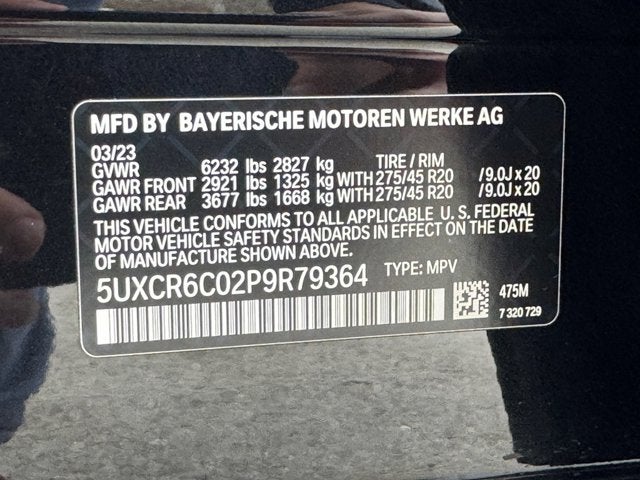 MFD BY BAYERISCHE MOTOREN WERKE AG
03/23 TIRE / RIM
GVWR 6232 lbs 2827 kg
GAWR FRONT 2921 lbs 1325 kg WITH 275/45 R20 /9.0J x 20
GAWR REAR 3677 lbs 1668 kg WITH 275/45 R20 /9.0J x 20
THIS VEHICLE CONFORMS TO ALL APPLICABLE U. S. FEDERAL
MOTOR VEHICLE SAFETY STANDARDS IN EFFECT ON THE DATE
OF MANUFACTURE SHOWN ABOVE.
5UXCR6C02P9R79364 TYPE: MPV
475M
7 320 729